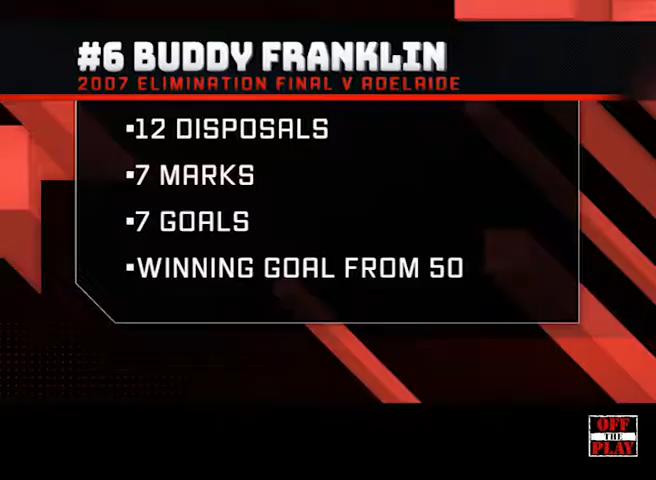 #6 BUDDY FRANKLIN
2007 ELIMINATION FINAL V ADELAIDE
▪12 DISPOSALS
▪7 MARKS
▪7 GOALS
▪WINNING GOAL FROM 50
OFF
THE
PLAY